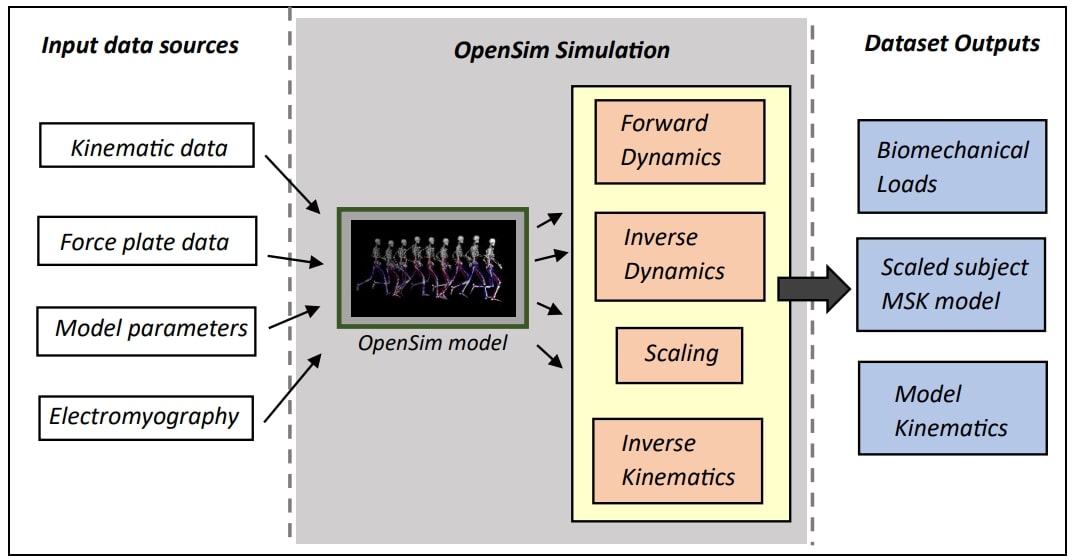 Input data sources
OpenSim Simulation
Dataset Outputs
Kinematic data
Force plate data
Model parameters
Electromyography
OpenSim model
Forward
Dynamics
Inverse
Dynamics
Scaling
Inverse
Kinematics
Biomechanical
Loads
Scaled subject
MSK model
Model
Kinematics